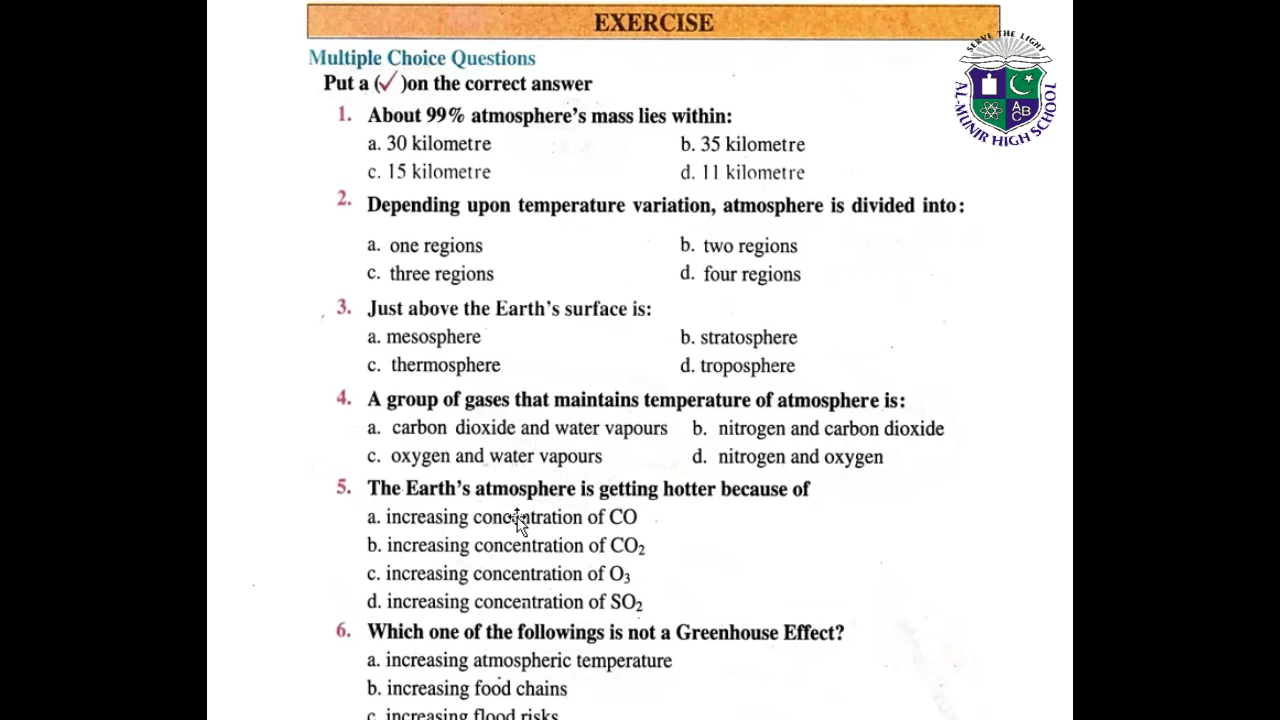 EXERCISE
SERVE THE LIGHT
AL-MUNIR HIGH SCHOOL
A B
C
Multiple Choice Questions
Put a (✓ )on the correct answer
1. About 99% atmosphere's mass lies within:
a. 30 kilometre b. 35 kilometre
c. 15 kilometre d. 11 kilometre
2. Depending upon temperature variation, atmosphere is divided into:
a. one regions b. two regions
c. three regions d. four regions
3. Just above the Earth's surface is:
a. mesosphere b. stratosphere
c. thermosphere d. troposphere
4. A group of gases that maintains temperature of atmosphere is:
a. carbon dioxide and water vapours b. nitrogen and carbon dioxide
c. oxygen and water vapours d. nitrogen and oxygen
5. The Earth's atmosphere is getting hotter because of
a. increasing concentration of CO
b. increasing concentration of CO₂
c. increasing concentration of O₃
d. increasing concentration of SO₂
6. Which one of the followings is not a Greenhouse Effect?
a. increasing atmospheric temperature
b. increasing food chains
c. increasing flood risks